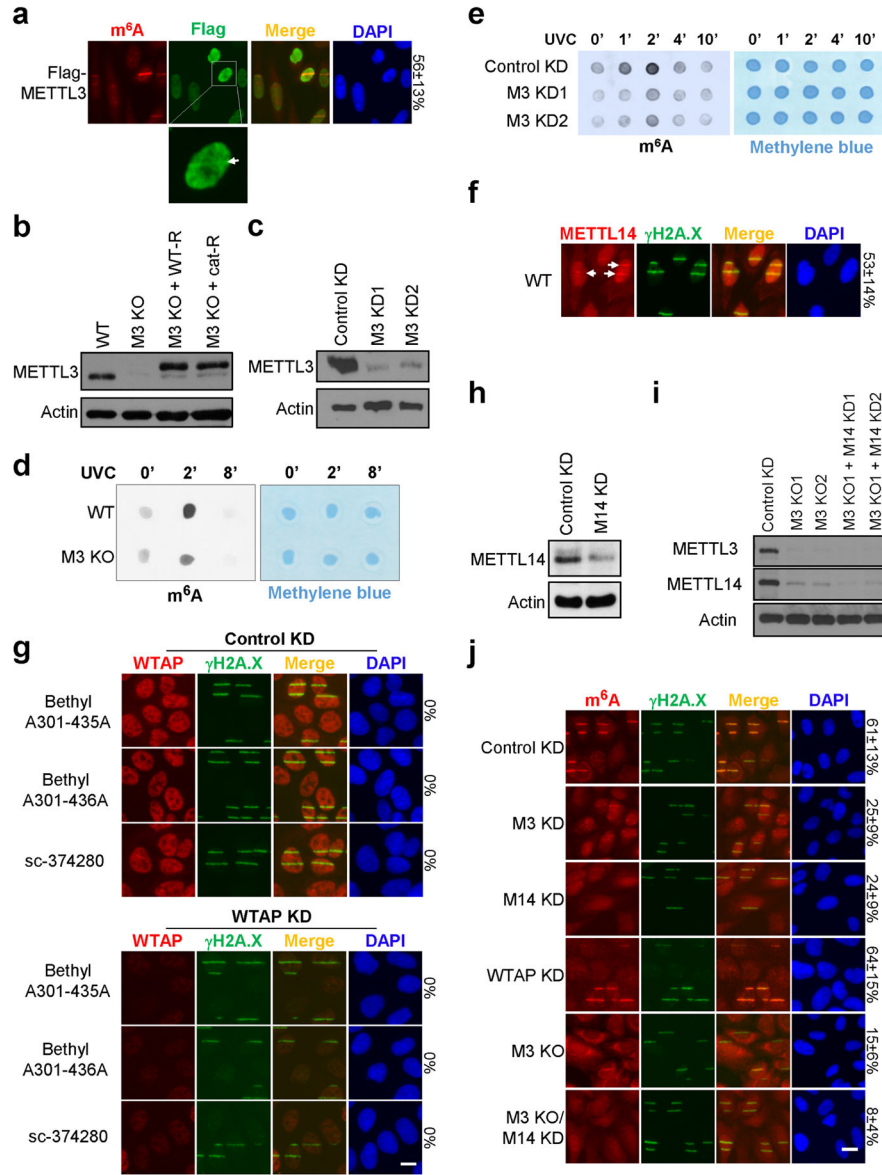 a
m⁶A Flag Merge DAPI
Flag-
METTL3
56±13%
b
WT
M3 KO
M3 KO + WT-R
M3 KO + cat-R
METTL3
Actin
c
Control KD
M3 KD1
M3 KD2
METTL3
Actin
d
UVC 0’ 2’ 8’ 0’ 2’ 8’
WT
M3 KO
m⁶A Methylene blue
e
UVC 0’ 1’ 2’ 4’ 10’ 0’ 1’ 2’ 4’ 10’
Control KD
M3 KD1
M3 KD2
m⁶A Methylene blue
f
METTL14 γH2A.X Merge DAPI
WT
53±14%
g
Control KD
WTAP γH2A.X Merge DAPI
Bethyl
A301-435A
0%
Bethyl
A301-436A
0%
sc-374280
0%
WTAP KD
WTAP γH2A.X Merge DAPI
Bethyl
A301-435A
0%
Bethyl
A301-436A
0%
sc-374280
0%
h
Control KD
M14 KD
METTL14
Actin
i
Control KD
M3 KO1
M3 KO2
M3 KO1 + M14 KD1
M3 KO1 + M14 KD2
METTL3
METTL14
Actin
j
m⁶A γH2A.X Merge DAPI
Control KD
61±13%
M3 KD
25±9%
M14 KD
24±9%
WTAP KD
64±15%
M3 KO
15±6%
M3 KO/
M14 KD
8±4%